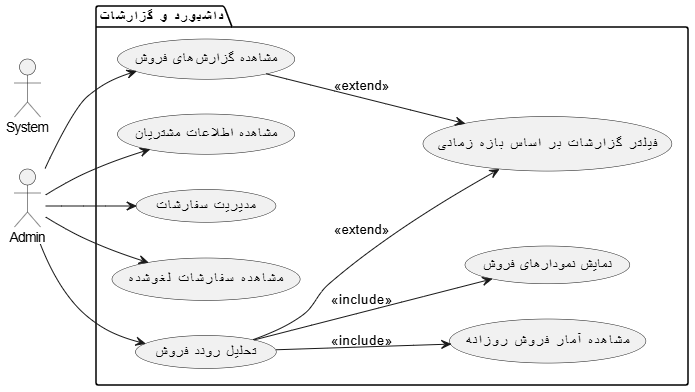 داشبورد و گزارشات
مشاهده گزارش‌های فروش
«extend»
System
مشاهده اطلاعات مشتریان
فیلتر گزارشات بر اساس بازه زمانی
Admin
مدیریت سفارشات
«extend»
مشاهده سفارشات لغوشده
نمایش نمودارهای فروش
«include»
تحلیل روند فروش
«include»
مشاهده آمار فروش روزانه